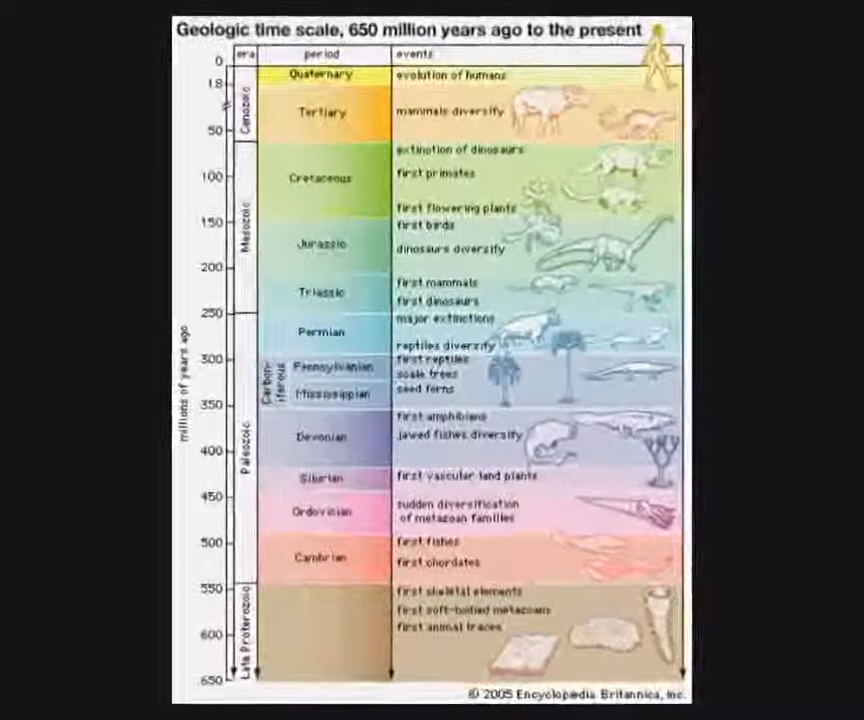 Geologic time scale, 650 million years ago to the present
era period events
0
Quaternary evolution of humans
1.8
Tertiary mammals diversify
50
Cenozoic
extinction of dinosaurs
first primates
100
Cretaceous
first flowering plants
150
first birds
Jurassic
dinosaurs diversify
200
Mesozoic
first mammals
Triassic
first dinosaurs
250
major extinctions
Permian
reptiles diversify
300
first reptiles
Pennsylvanian
scale trees
Carbon-
iferous
Mississippian
seed ferns
350
first amphibians
Devonian jawed fishes diversify
400
Paleozoic
Silurian first vascular land plants
450
sudden diversification
Ordovician
of metazoan families
500
first fishes
Cambrian
first chordates
550
first skeletal elements
first soft-bodied metazoans
first animal traces
600
Late Proterozoic
650
millions of years ago
© 2005 Encyclopædia Britannica, Inc.